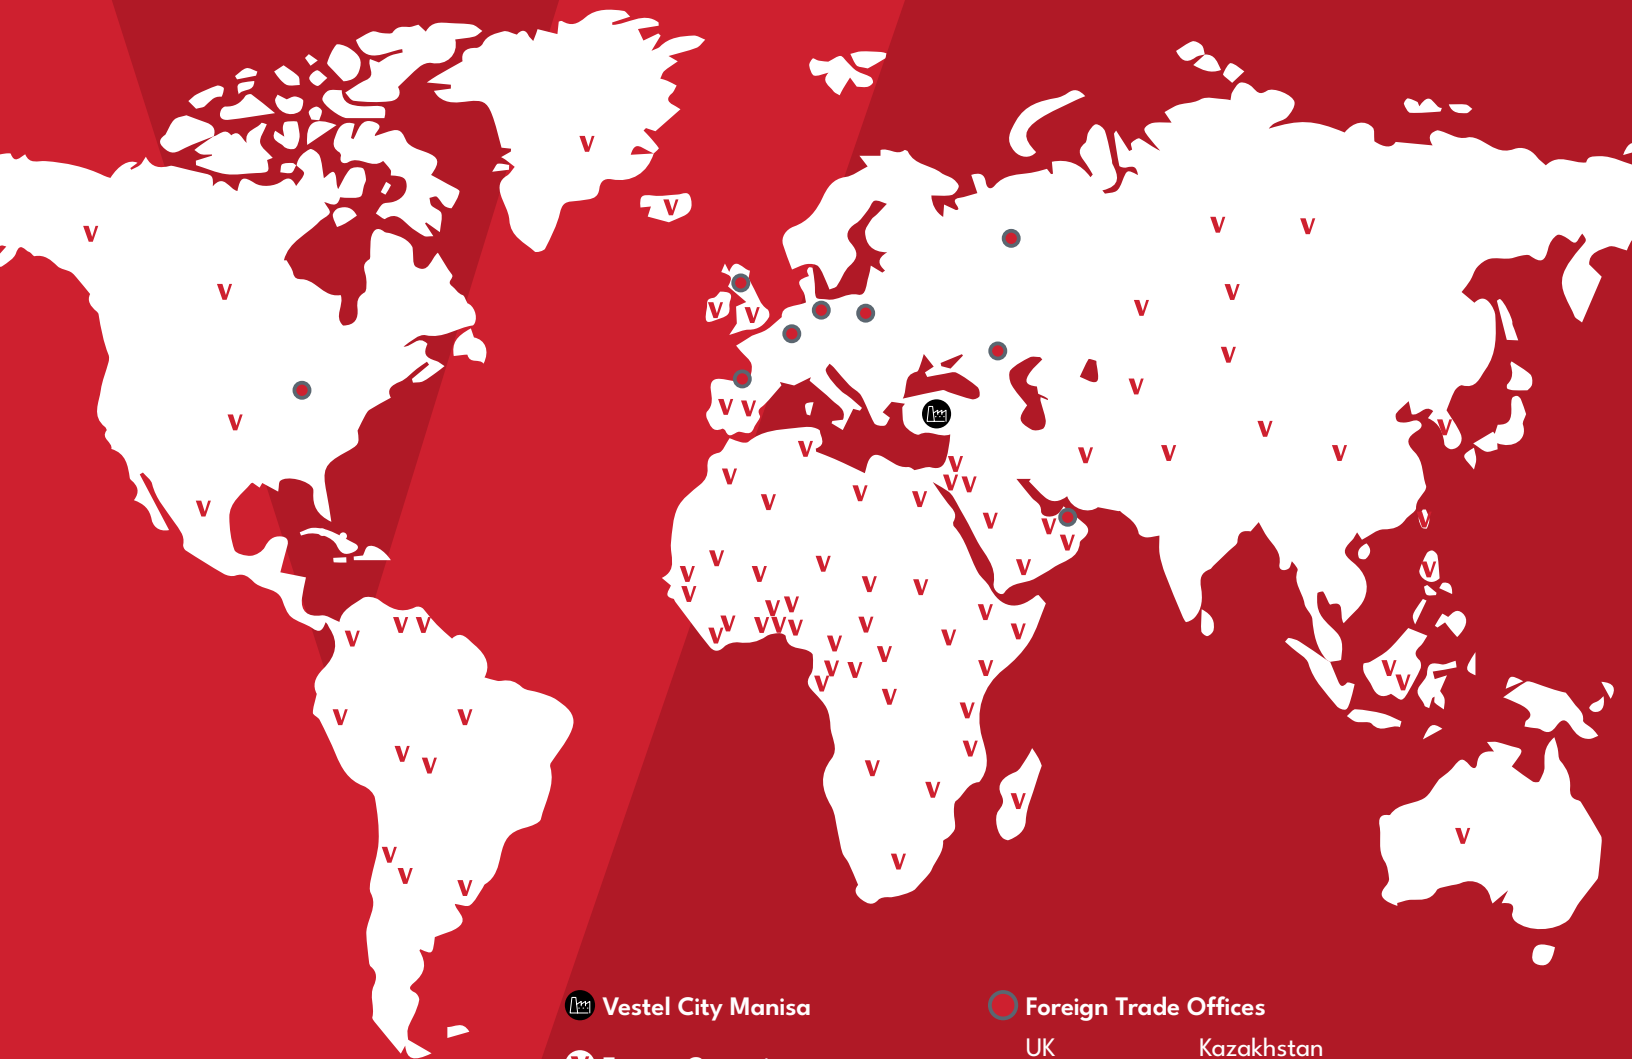 Vestel City Manisa
Foreign Trade Offices
UK
Kazakhstan